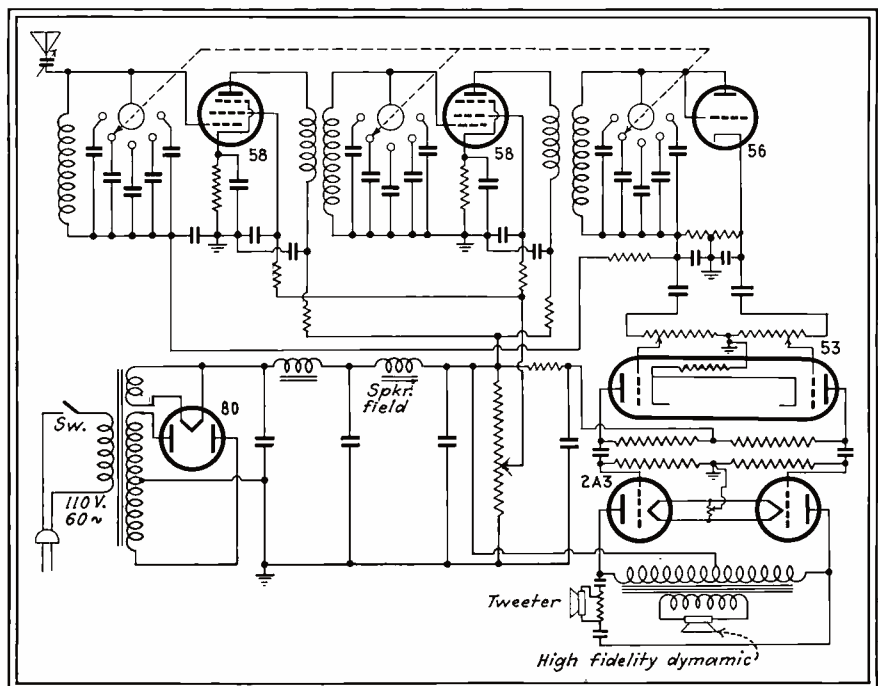 58
58
56
53
80
Spkr.
field
Sw.
110 V.
60~
2A3
Tweeter
High fidelity dymamic